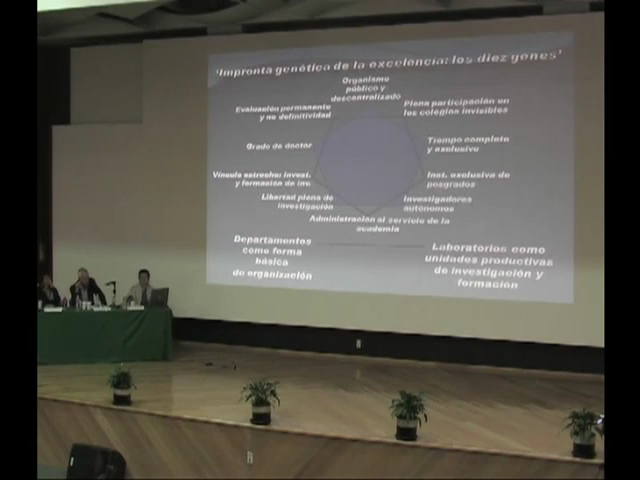 'Impronta genética de la excelencia: los diez genes'
Organismo
público y
descentralizado
Evaluación permanente
y no definitividad
Plena participación en
los colegios invisibles
Grado de doctor
Tiempo completo
y exclusivo
Vínculo estrecho: invest.
y formación de inv.
Inst. exclusiva de
posgrados
Libertad plena de
investigación
Investigadores
autónomos
Administración al servicio de la
academia
Departamentos
como forma
básica
de organización
Laboratorios como
unidades productivas
de investigación y
formación